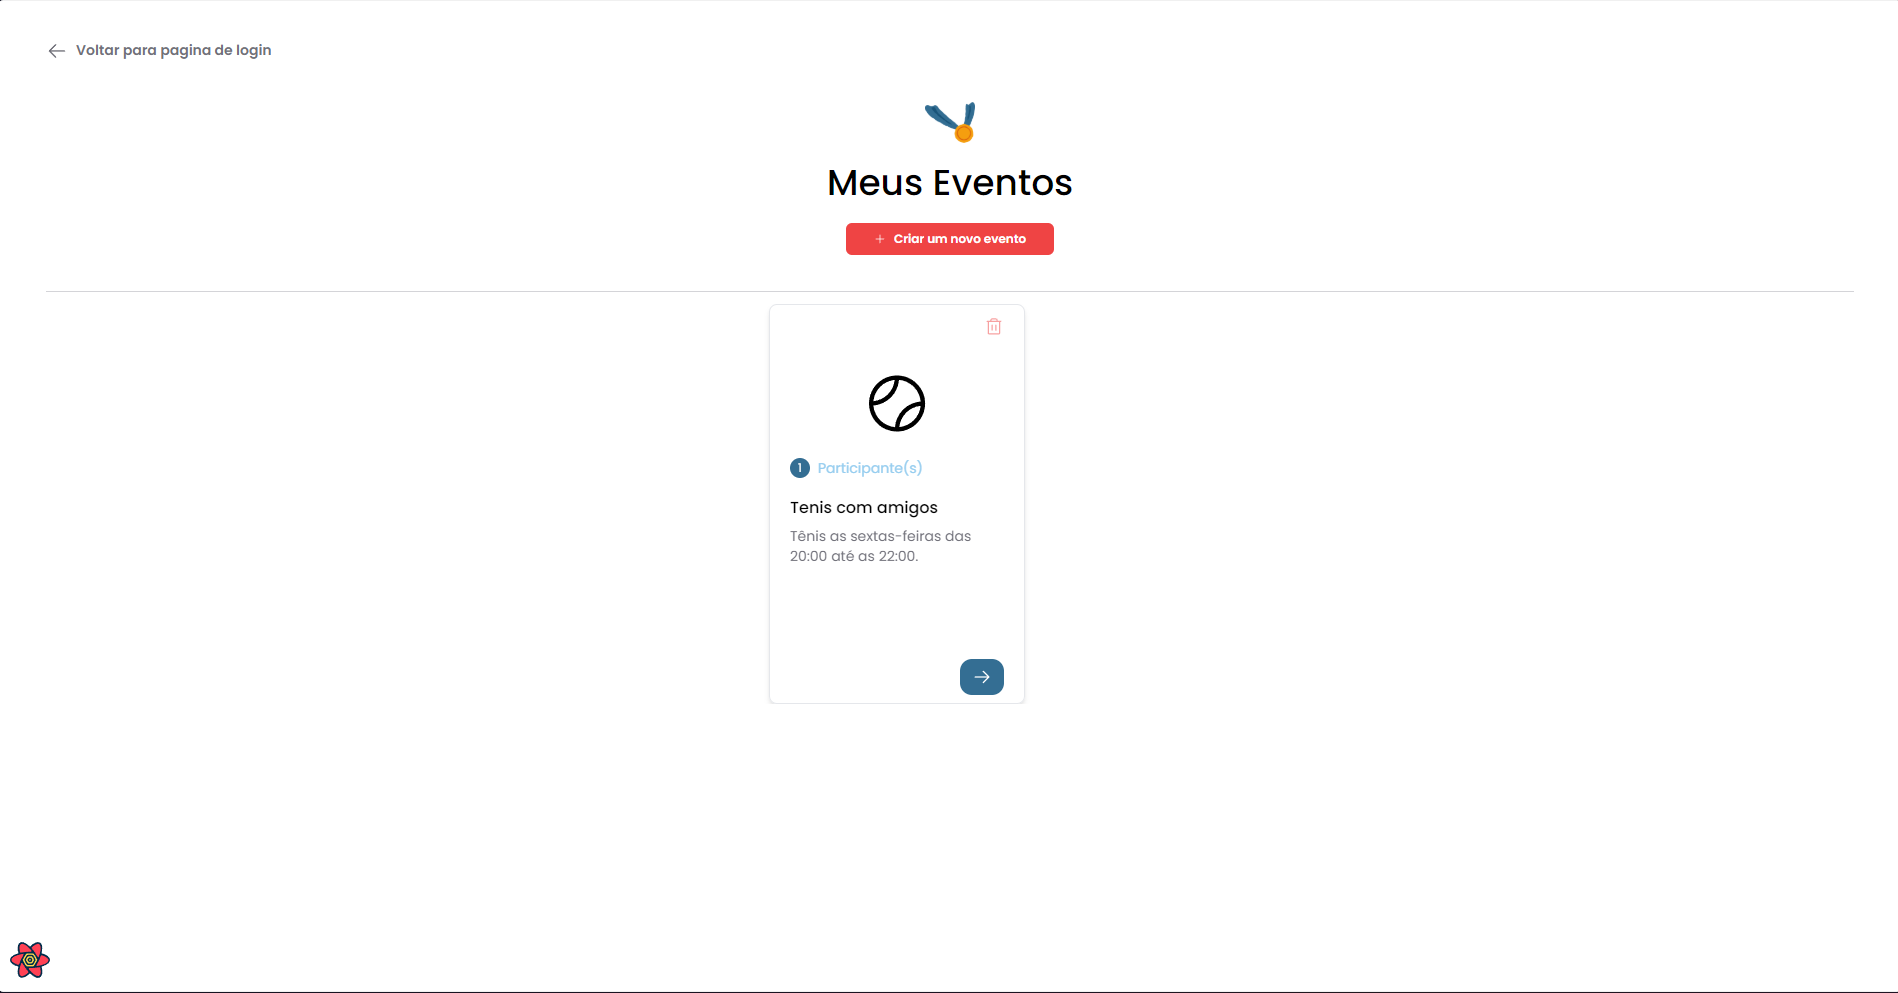 Voltar para pagina de login
Meus Eventos
+ Criar um novo evento
1 Participante(s)
Tenis com amigos
Tênis as sextas-feiras das
20:00 até as 22:00.